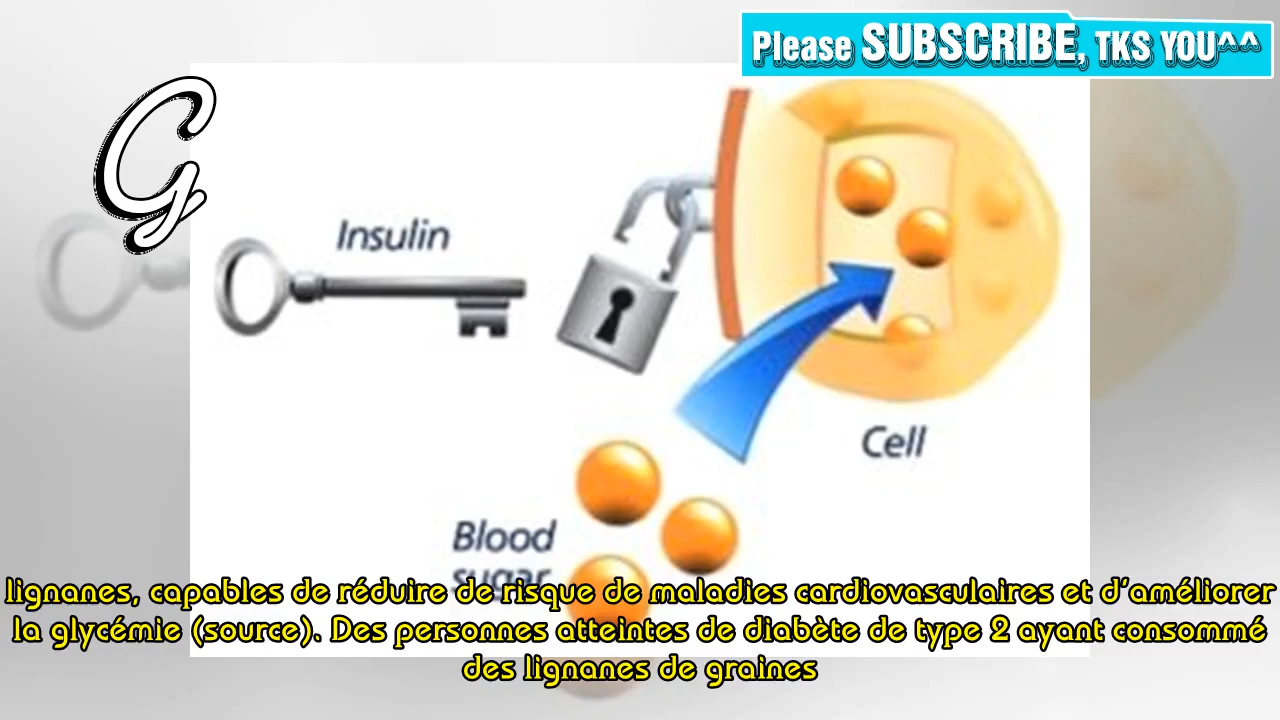 Please SUBSCRIBE, TKS YOU^^
G
Insulin
Cell
Blood
sugar
lignanes, capables de réduire de risque de maladies cardiovasculaires et d'améliorer
la glycémie (source). Des personnes atteintes de diabète de type 2 ayant consommé
des lignanes de graines